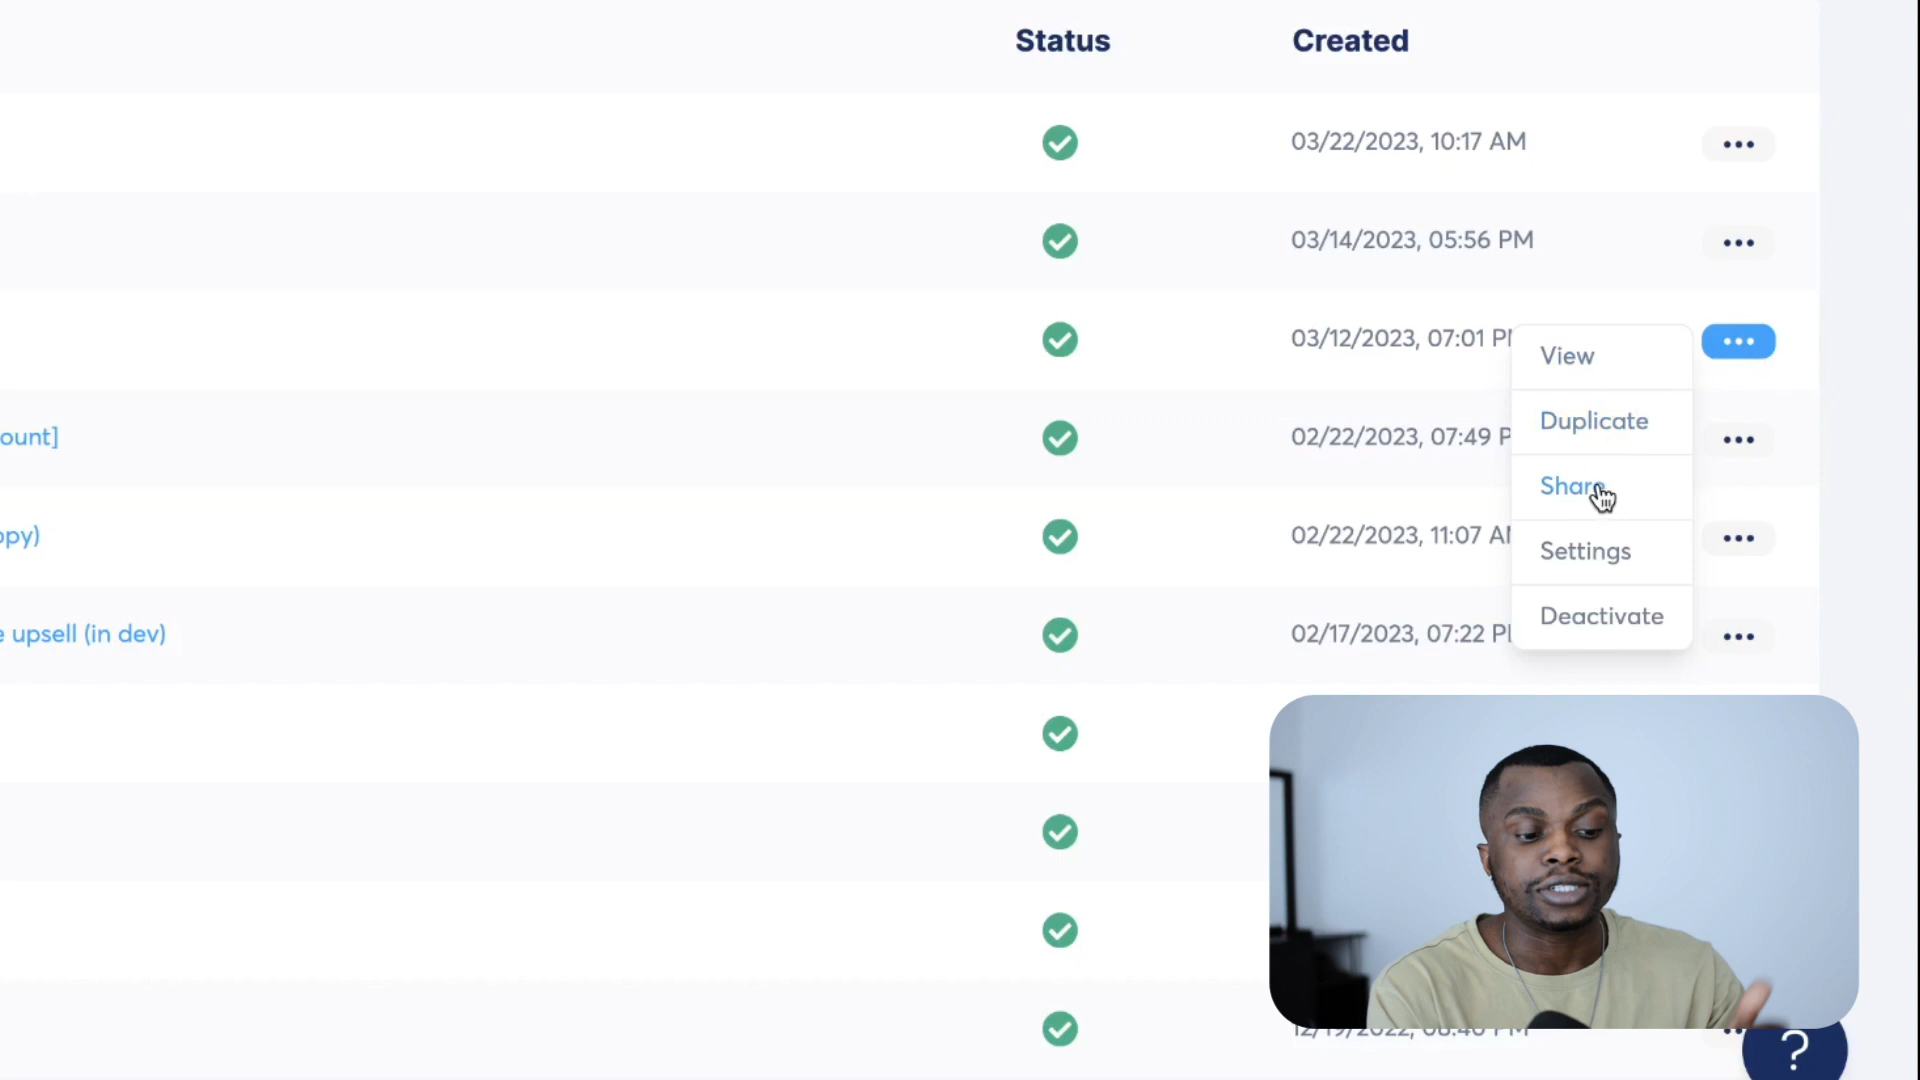 Status Created
03/22/2023, 10:17 AM
03/14/2023, 05:56 PM
03/12/2023, 07:01
View
Duplicate
ount] 02/22/2023, 07:49
Share
opy) 02/22/2023, 11:07
Settings
Deactivate
e upsell (in dev) 02/17/2023, 07:22
?